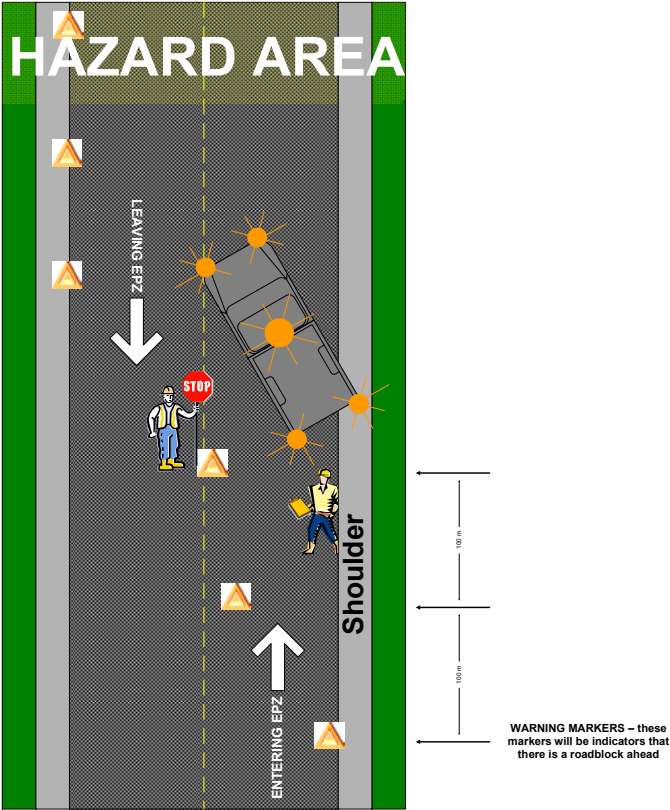 HAZARD AREA
LEAVING EPZ
STOP
Shoulder
100 m
100 m
ENTERING EPZ
WARNING MARKERS – these
markers will be indicators that
there is a roadblock ahead